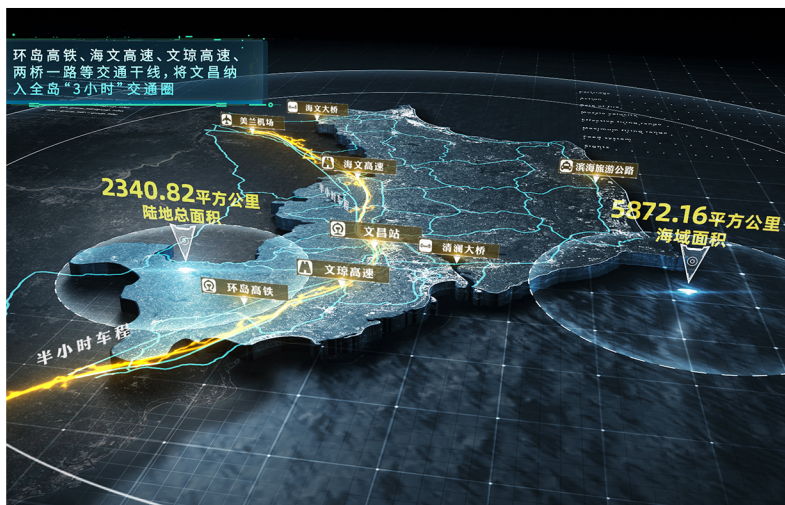 环岛高铁、海文高速、文琼高速、
两桥一路等交通干线，将文昌纳
入全岛“3小时”交通圈
海文大桥
美兰机场
海文高速
滨海旅游公路
2340.82平方公里
陆地总面积
半小时车程
5872.16平方公里
海域面积
文昌站
清澜大桥
文琼高速
环岛高铁
半小时车程